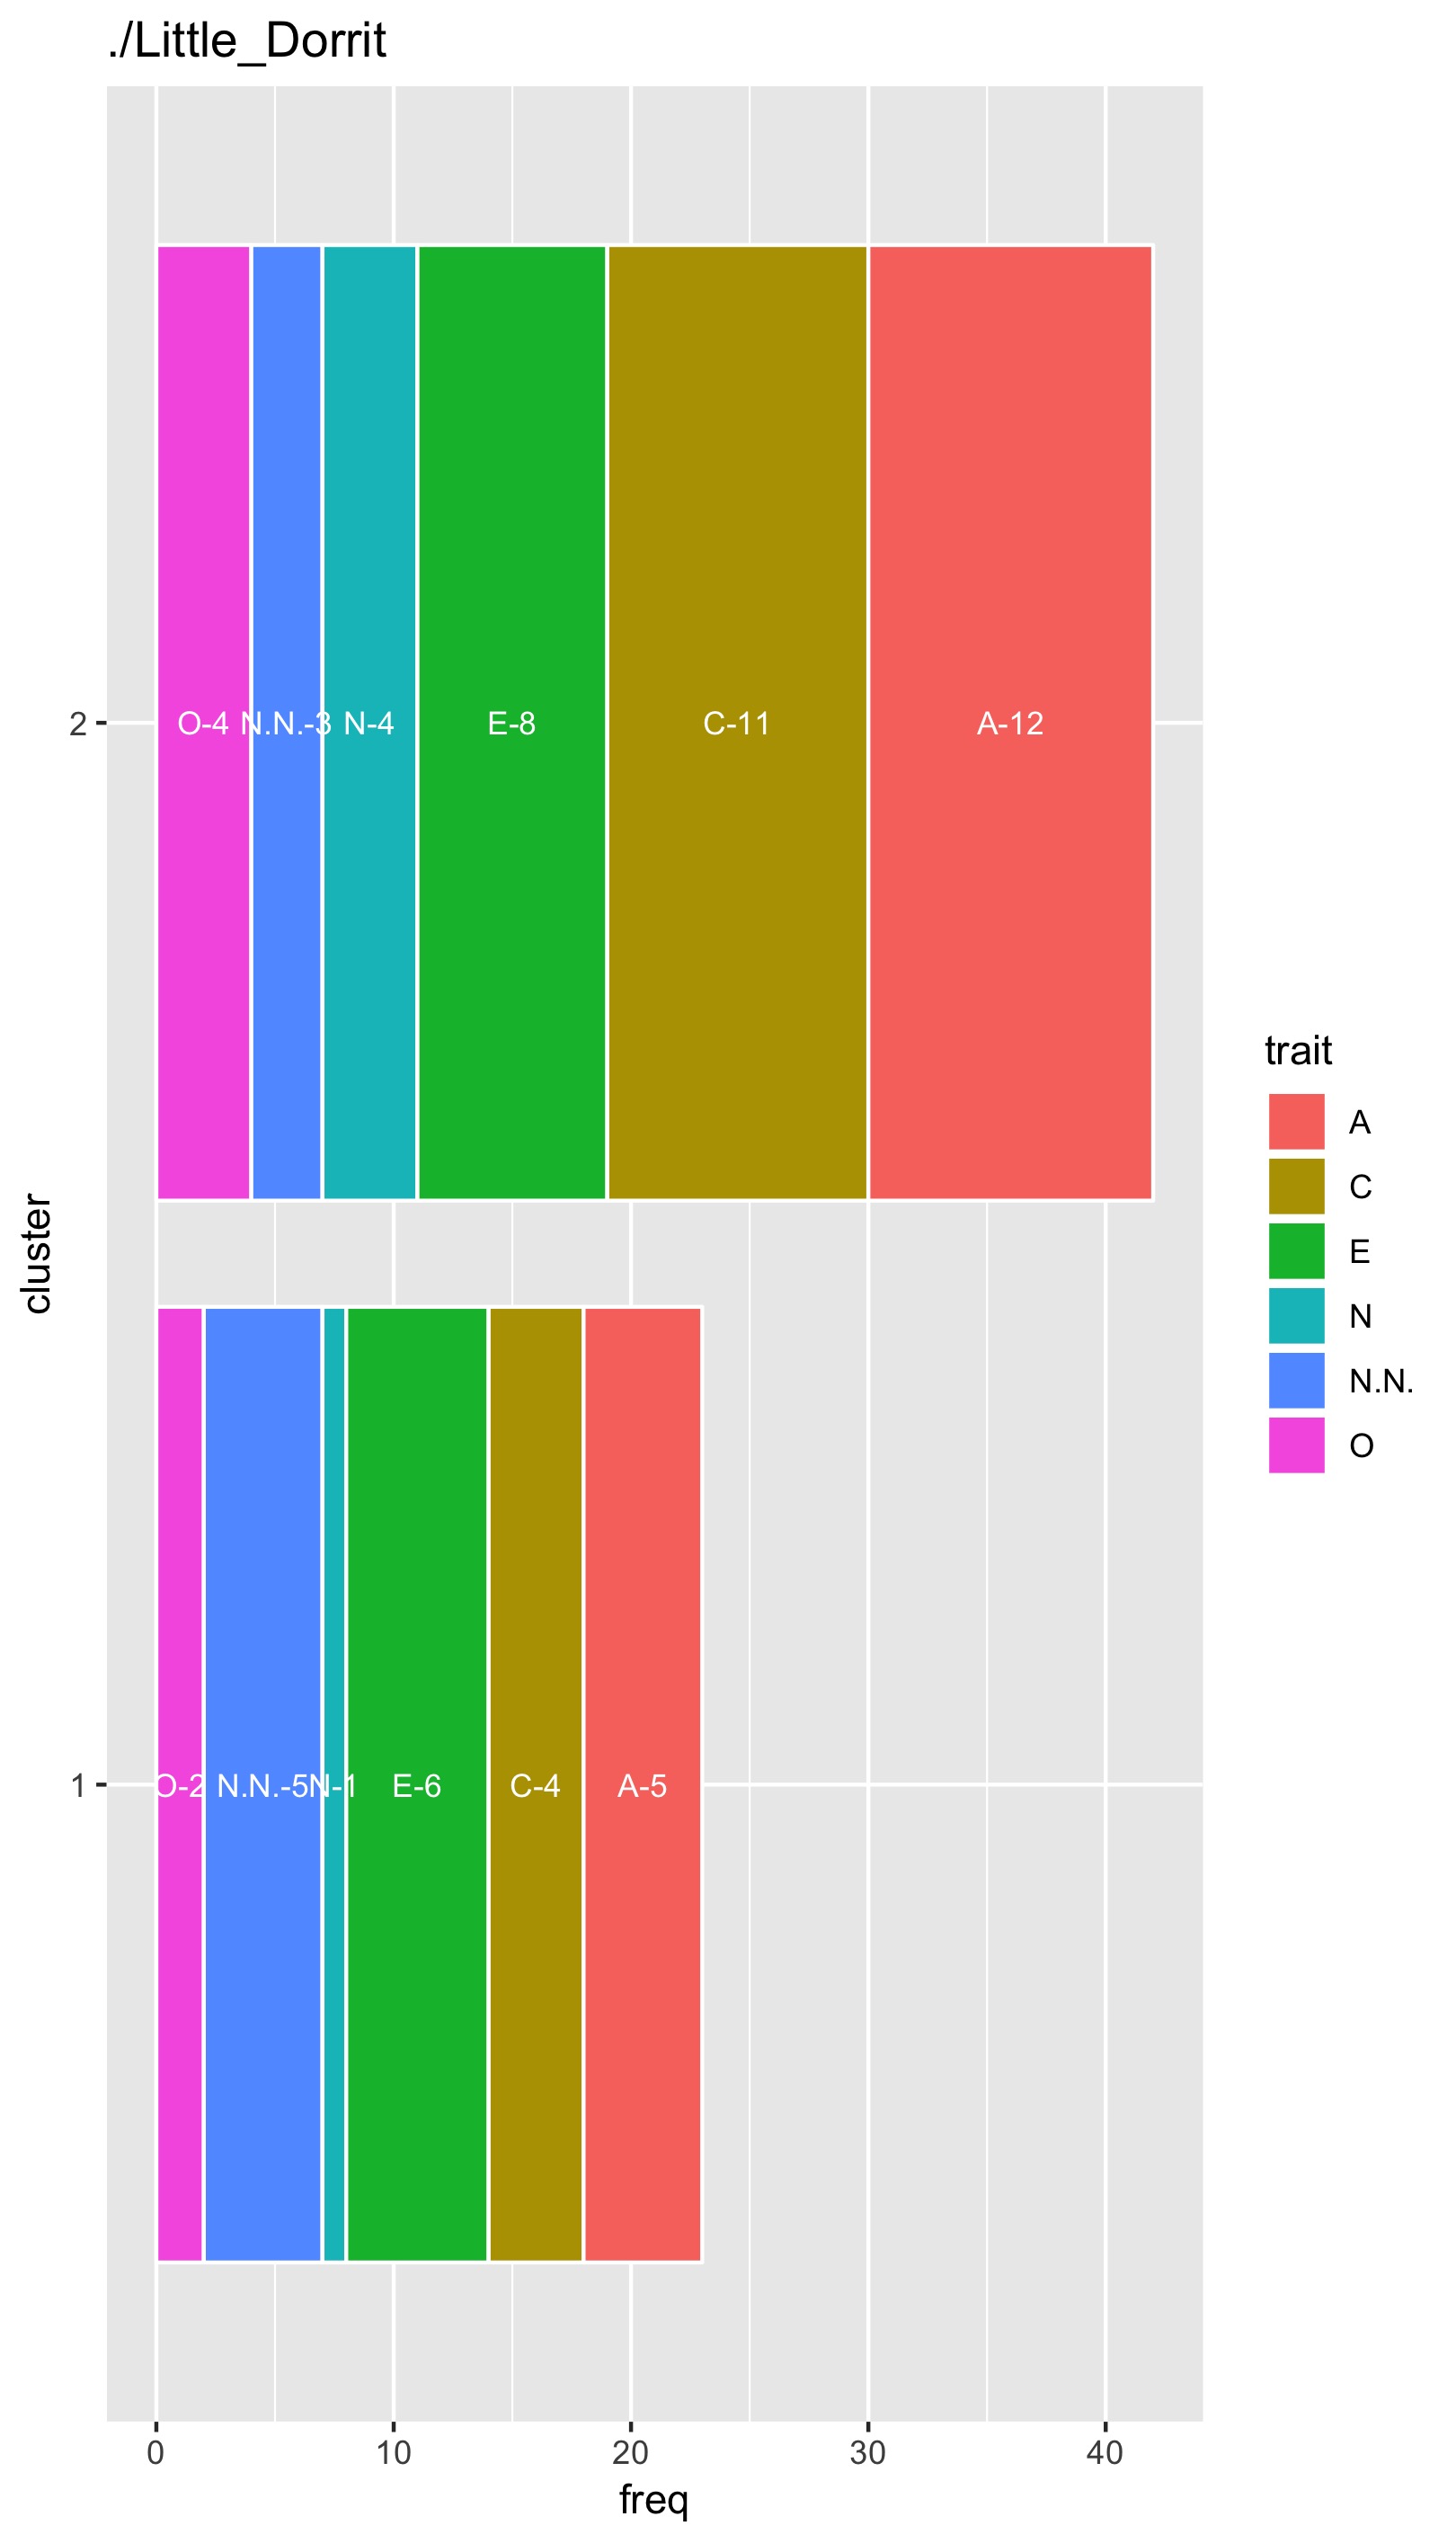 ./Little_Dorrit
2
O-4 N.N.-3 N-4 E-8 C-11 A-12
cluster
1
O-2 N.N.-5 N-1 E-6 C-4 A-5
0 10 20 30 40
freq
trait
A
C
E
N
N.N.
O